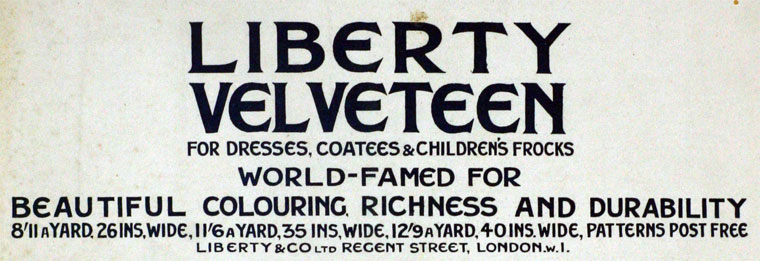 LIBERTY
VELVETEEN
FOR DRESSES, COATEES & CHILDREN'S FROCKS
WORLD-FAMED FOR
BEAUTIFUL COLOURING, RICHNESS AND DURABILITY
8'11 A YARD, 26 INS, WIDE, 11'6 A YARD, 35 INS, WIDE, 12'9 A YARD, 40 INS. WIDE, PATTERNS POST FREE
LIBERTY & CO LTD REGENT STREET, LONDON.W.1.